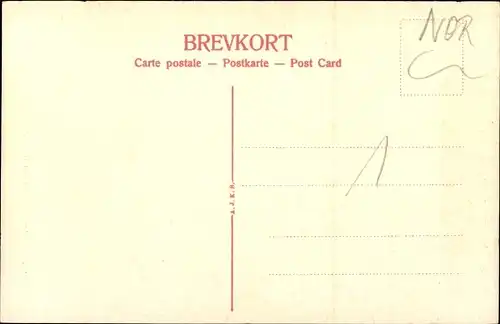 NOR
BREVKORT
Carte postale — Postkarte — Post Card
1
A. J. K. B.